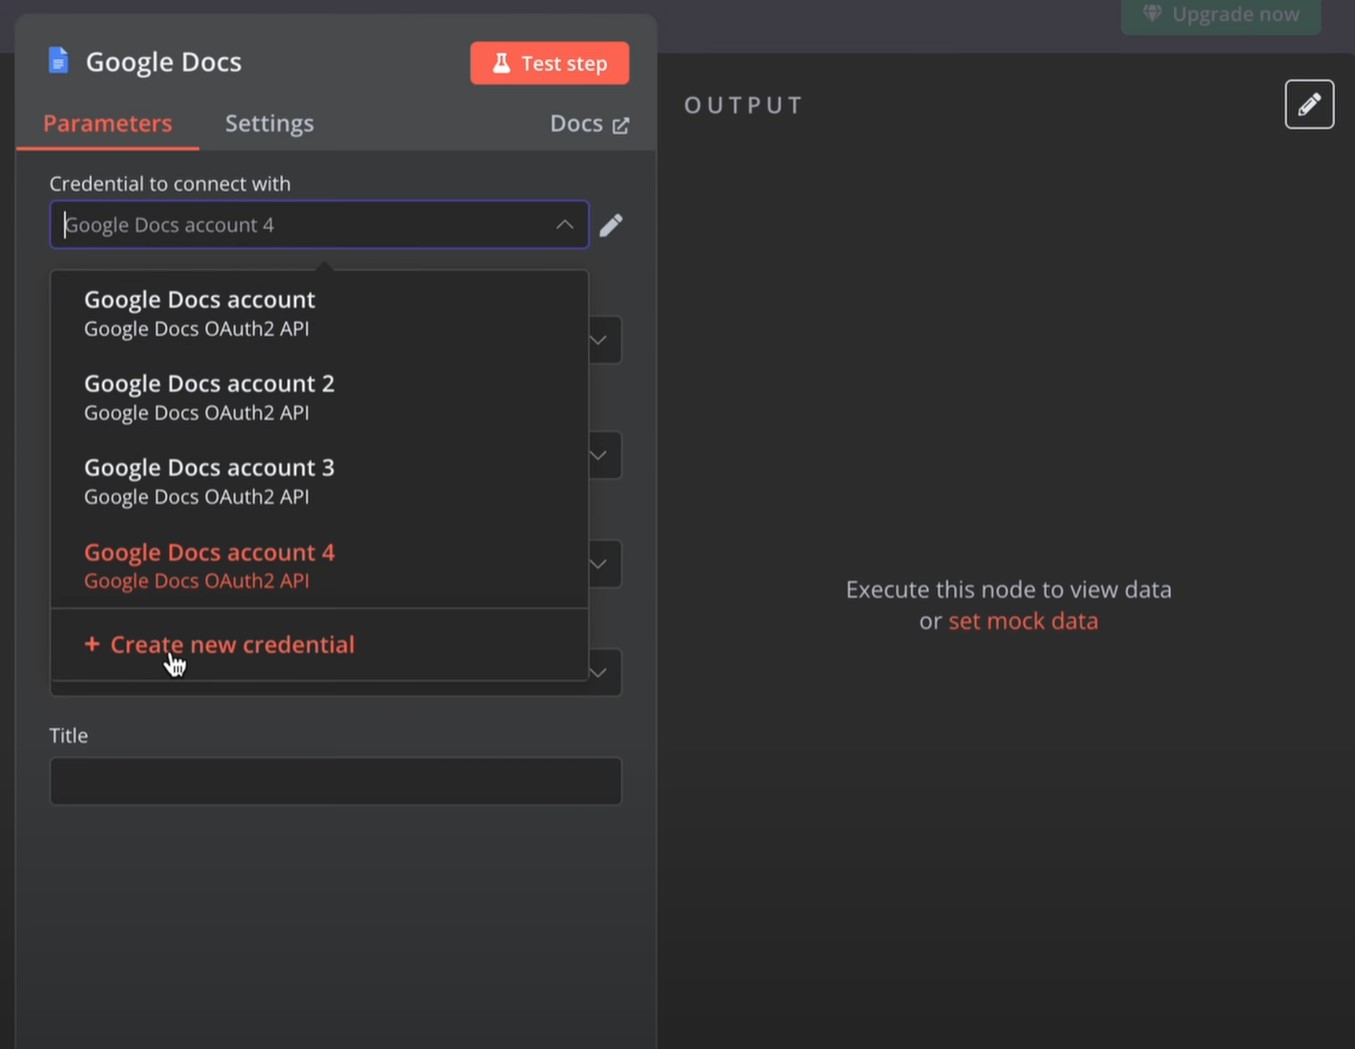 Upgrade now
Google Docs
Test step
Parameters
Settings
Docs
OUTPUT
Credential to connect with
Google Docs account 4
Google Docs account
Google Docs OAuth2 API
Google Docs account 2
Google Docs OAuth2 API
Google Docs account 3
Google Docs OAuth2 API
Google Docs account 4
Google Docs OAuth2 API
+ Create new credential
Title
Execute this node to view data
or set mock data